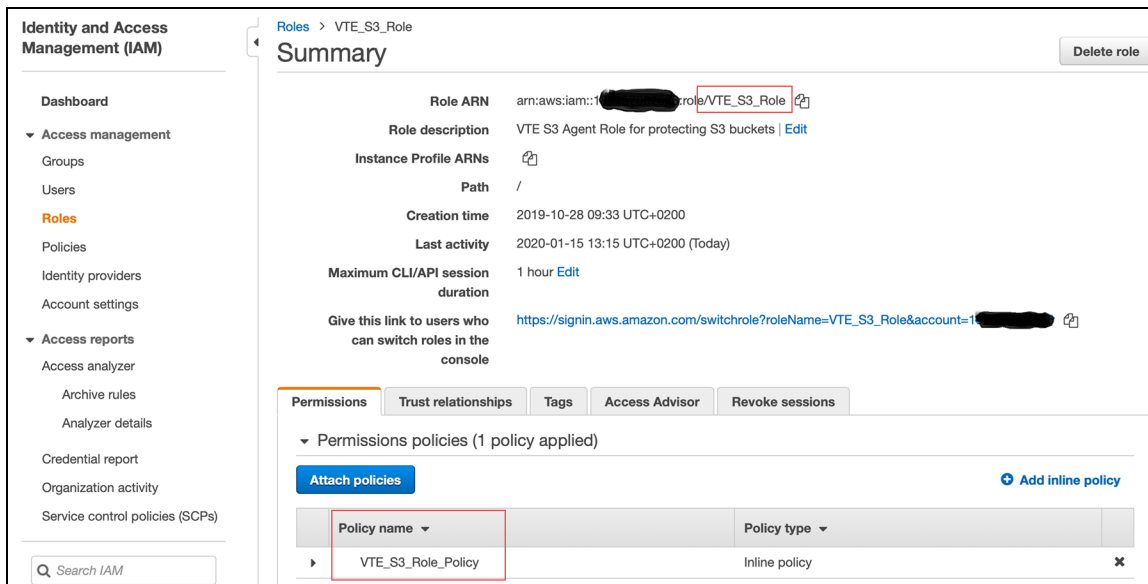 Identity and Access
Management (IAM)
Dashboard
Access management
Groups
Users
Roles
Policies
Identity providers
Account settings
Access reports
Access analyzer
Archive rules
Analyzer details
Credential report
Organization activity
Service control policies (SCPs)
Search IAM
Roles > VTE_S3_Role
Summary
Delete role
Role ARN arn:aws:iam::1 role/VTE_S3_Role
Role description VTE S3 Agent Role for protecting S3 buckets | Edit
Instance Profile ARNs
Path /
Creation time 2019-10-28 09:33 UTC+0200
Last activity 2020-01-15 13:15 UTC+0200 (Today)
Maximum CLI/API session 1 hour Edit
duration
Give this link to users who https://signin.aws.amazon.com/switchrole?roleName=VTE_S3_Role&account=1
can switch roles in the
console
Permissions Trust relationships Tags Access Advisor Revoke sessions
Permissions policies (1 policy applied)
Attach policies Add inline policy
Policy name Policy type
VTE_S3_Role_Policy Inline policy